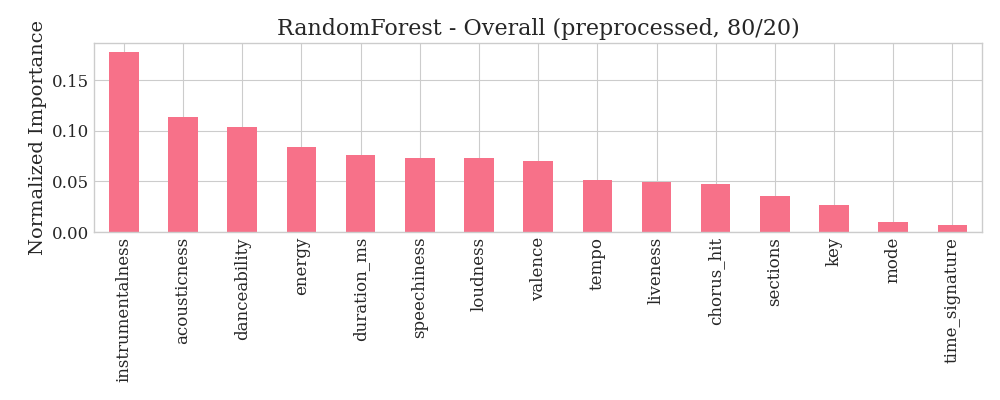 RandomForest - Overall (preprocessed, 80/20)
Normalized Importance
0.15
0.10
0.05
0.00
instrumentalness
acousticness
danceability
energy
duration_ms
speechiness
loudness
valence
tempo
liveness
chorus_hit
sections
key
mode
time_signature